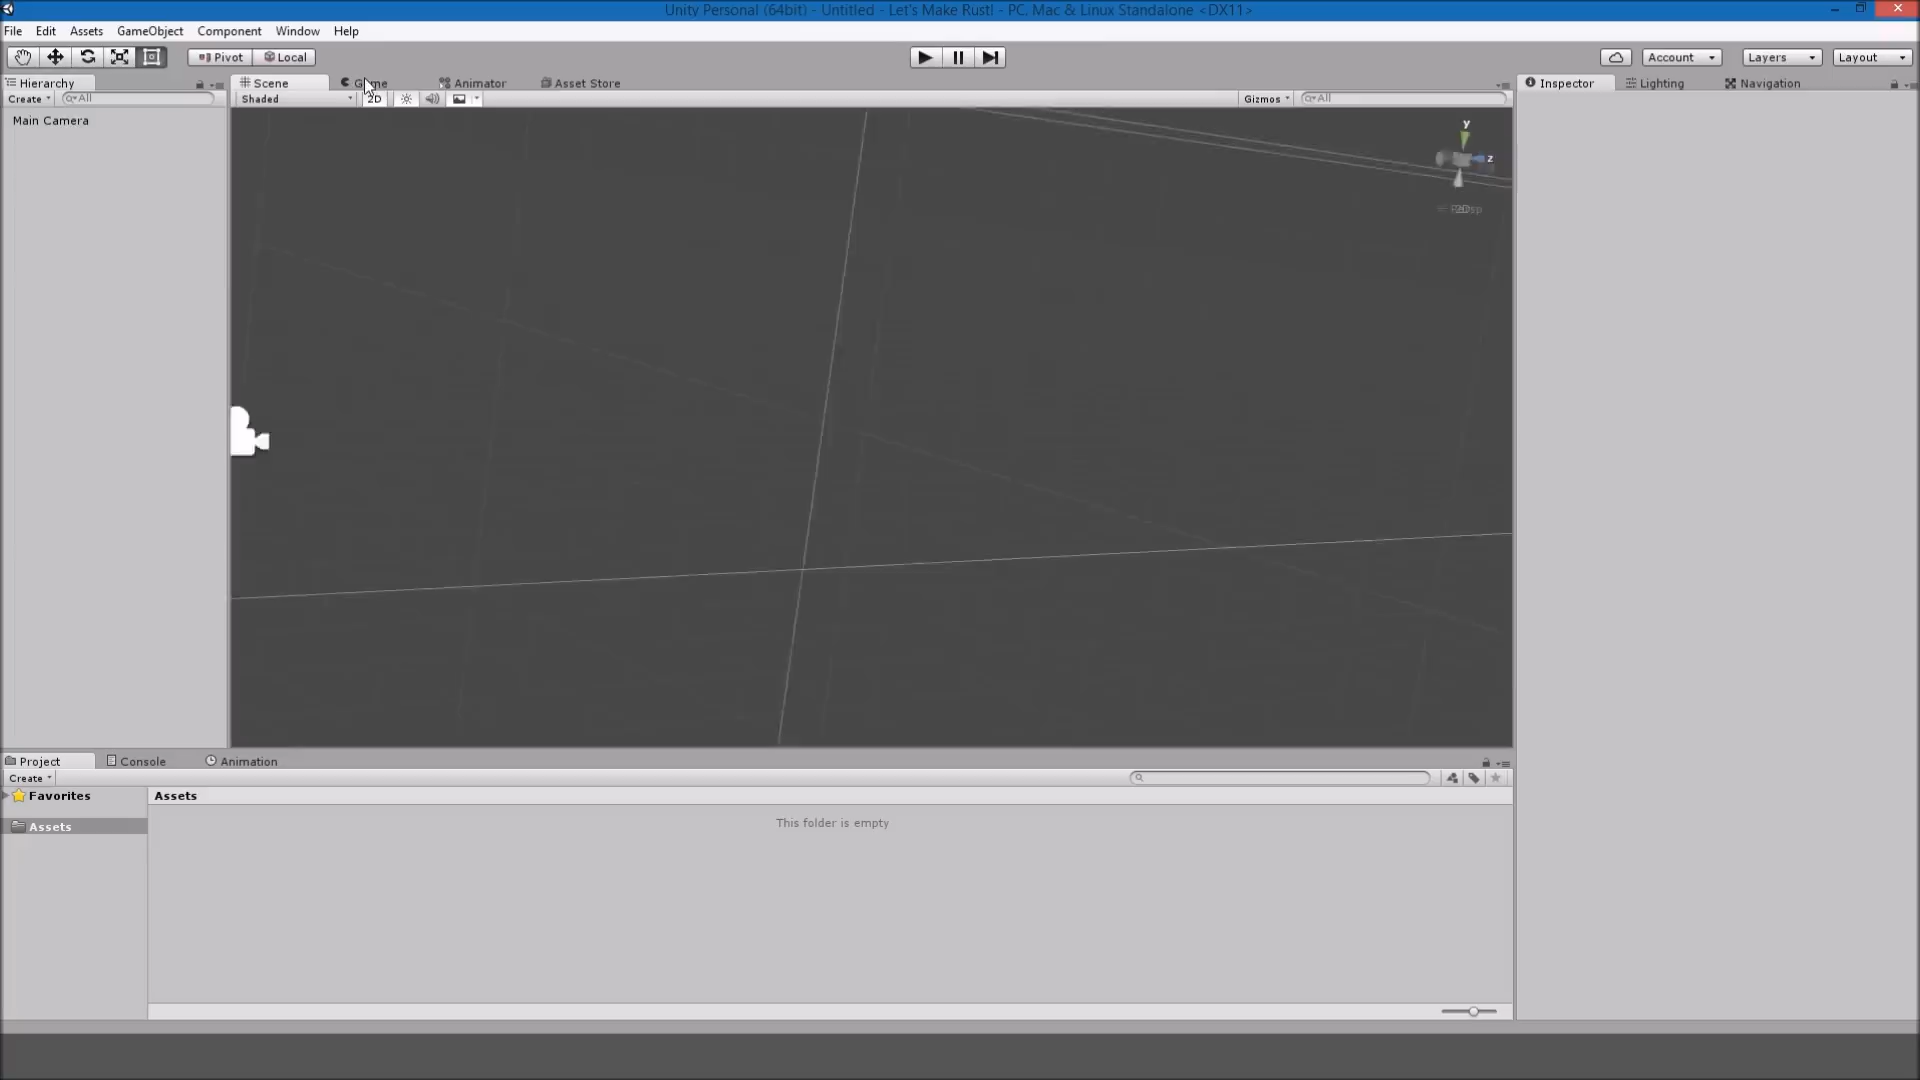 Unity Personal (64bit) - Untitled - Let's Make Rust! - PC, Mac & Linux Standalone <DX11>
File Edit Assets GameObject Component Window Help
Pivot Local Account Layers Layout
Hierarchy Scene Game Animator Asset Store Inspector Lighting Navigation
Create All Shaded 2D Gizmos All
Main Camera
y
z
Project Console Animation
Create
Favorites Assets
Assets This folder is empty